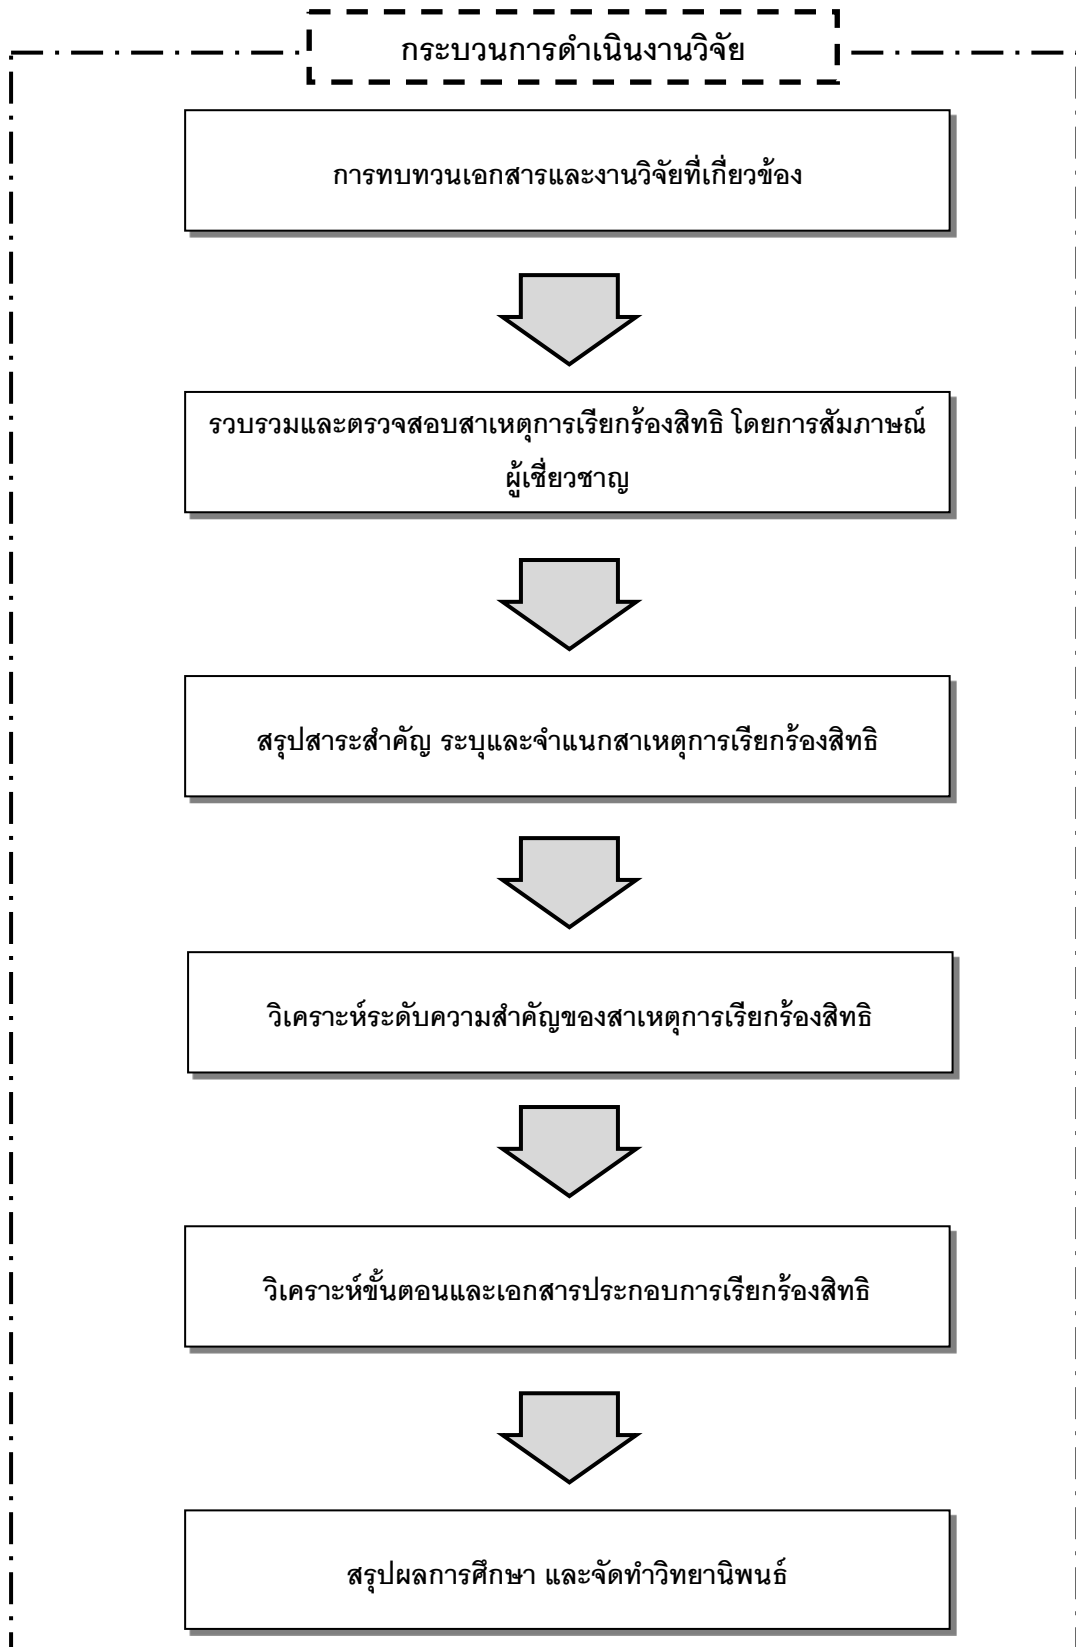 กระบวนการดำเนินงานวิจัย
การทบทวนเอกสารและงานวิจัยที่เกี่ยวข้อง
รวบรวมและตรวจสอบสาเหตุการเรียกร้องสิทธิ โดยการสัมภาษณ์
ผู้เชี่ยวชาญ
สรุปสาระสำคัญ ระบุและจำแนกสาเหตุการเรียกร้องสิทธิ
วิเคราะห์ระดับความสำคัญของสาเหตุการเรียกร้องสิทธิ
วิเคราะห์ขั้นตอนและเอกสารประกอบการเรียกร้องสิทธิ
สรุปผลการศึกษา และจัดทำวิทยานิพนธ์